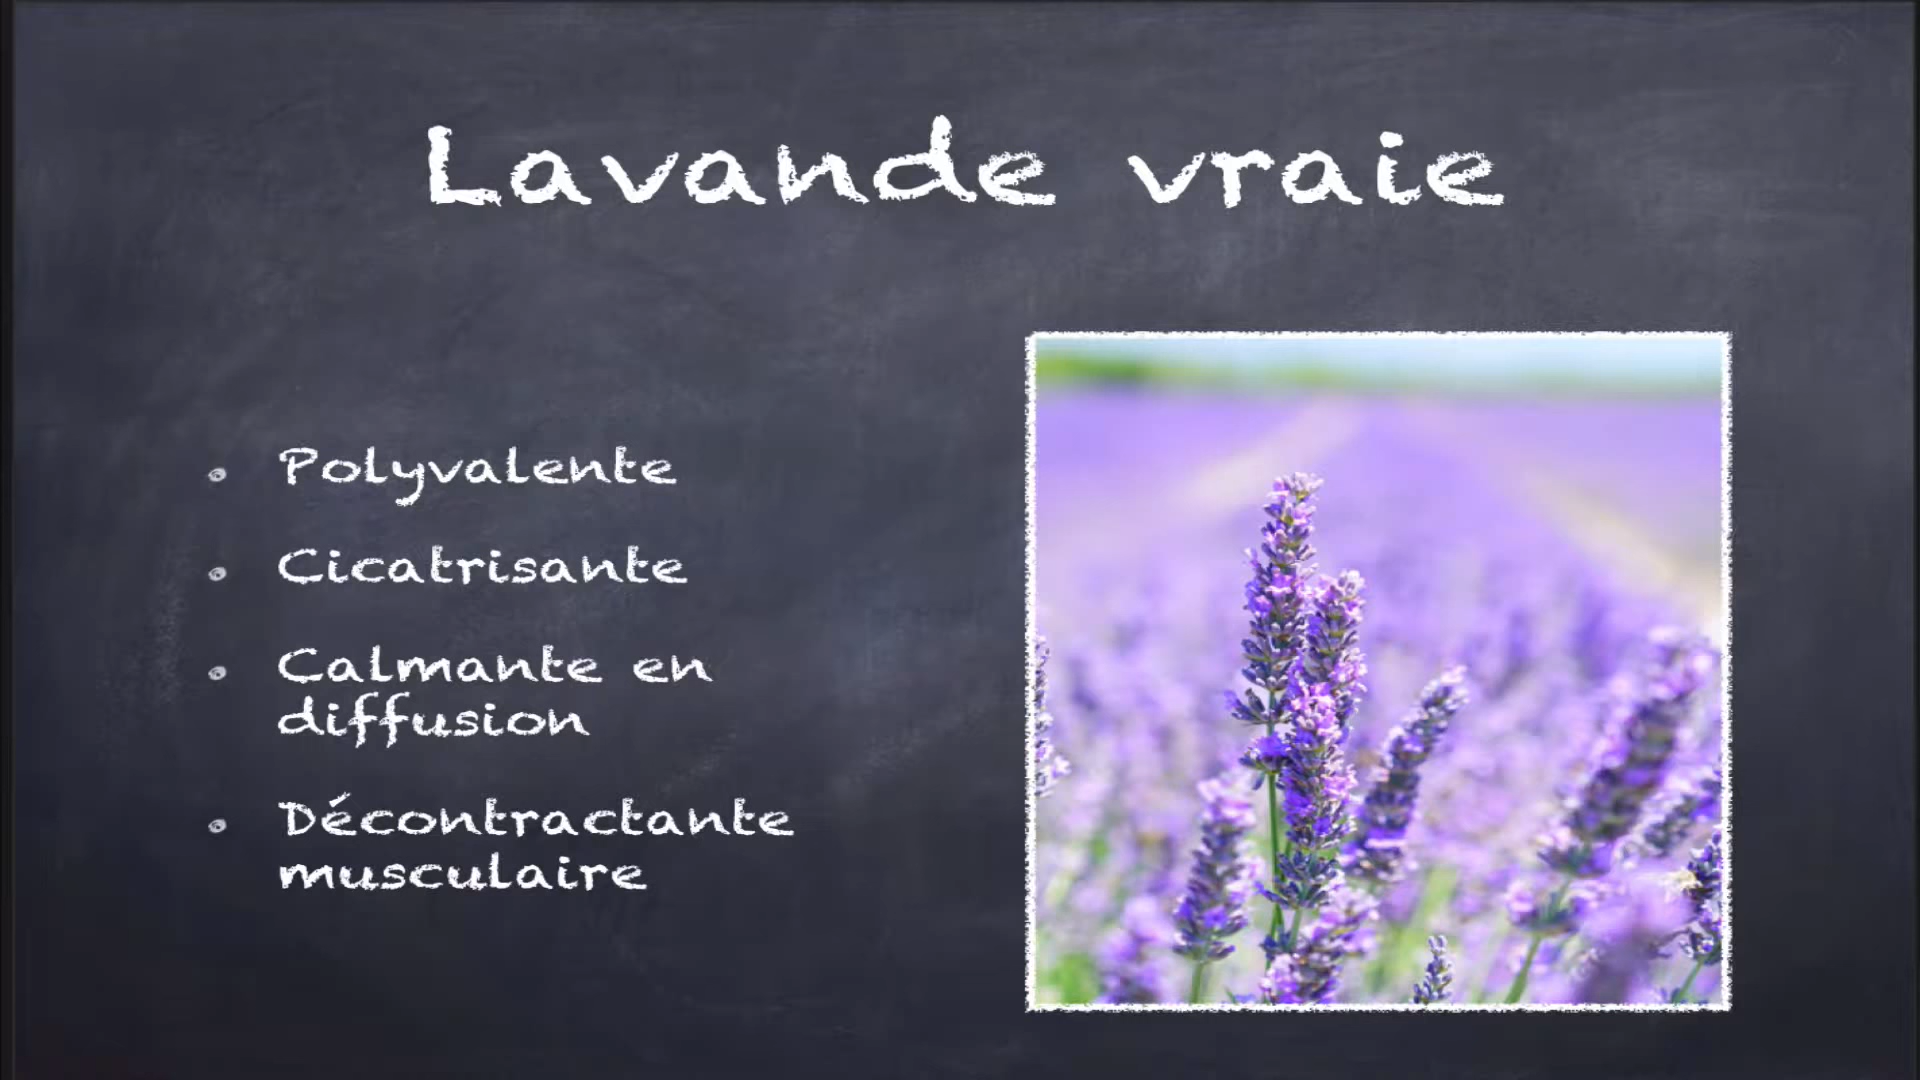 Lavande vraie
Polyvalente
Cicatrisante
Calmante en
diffusion
Décontractante
musculaire